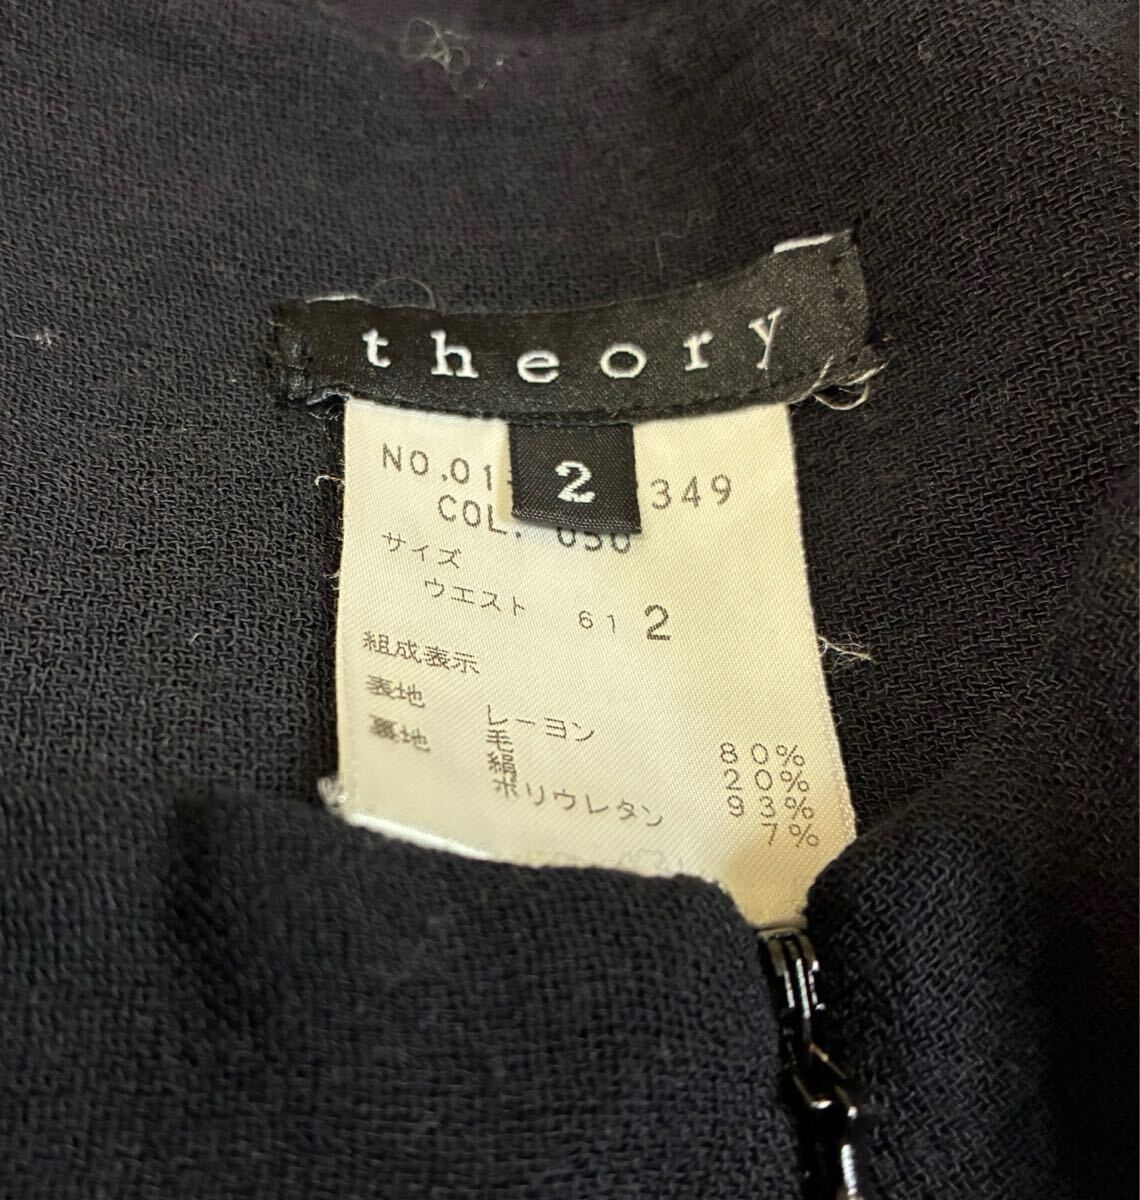 theory
2
NO.01 349
COL. 030
サイズ
ウエスト 61 2
組成表示
表地 レーヨン 80%
毛 20%
裏地 絹 93%
ポリウレタン 7%